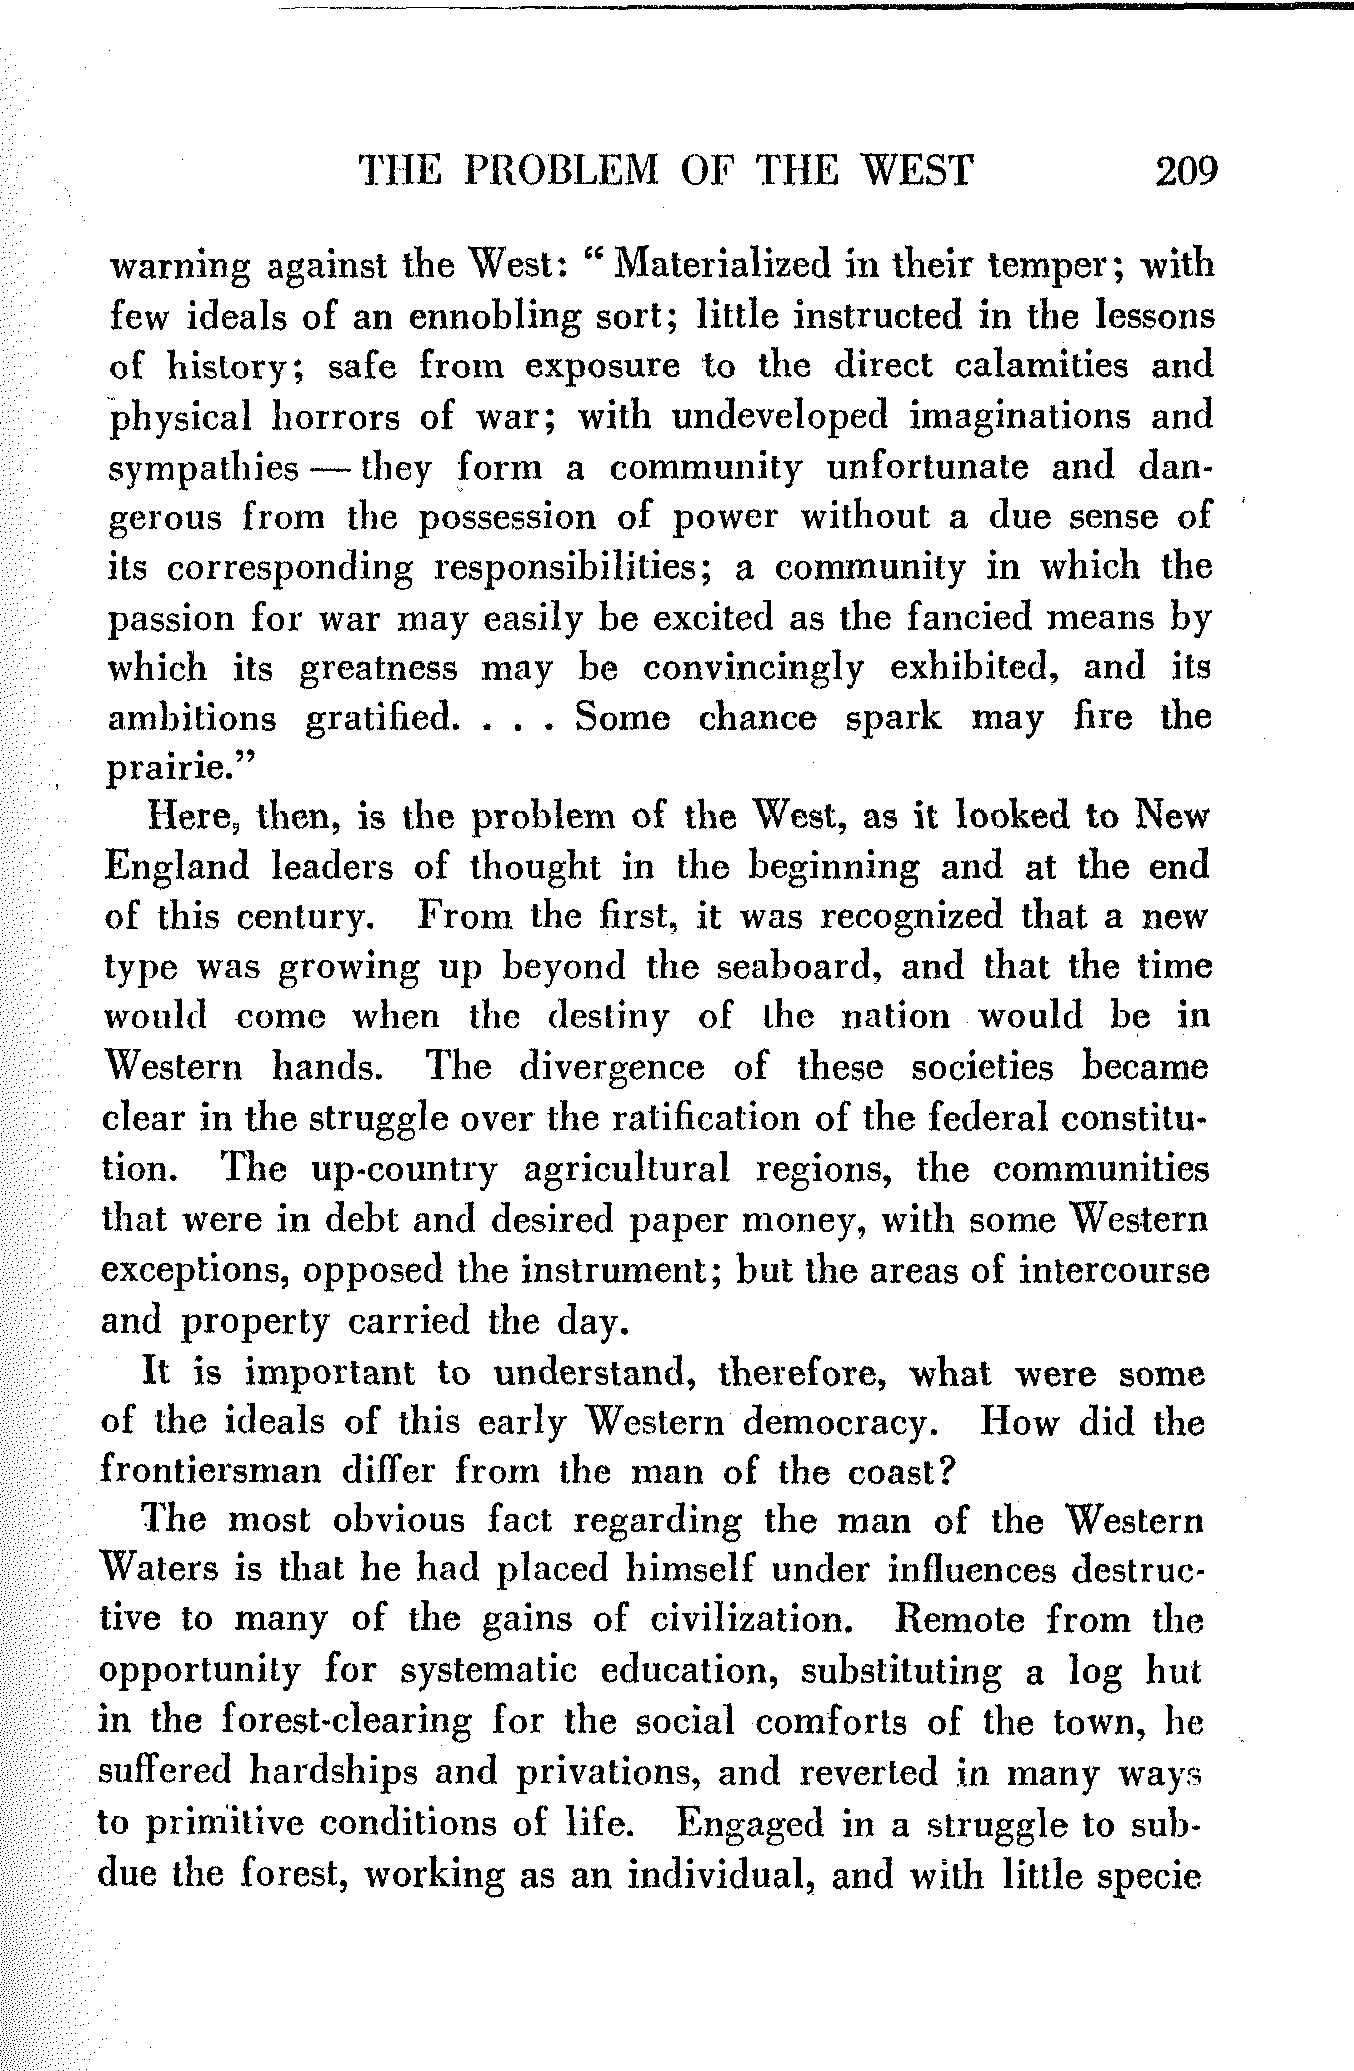 THE PROBLEM OF THE WEST 209
warning against the West: “ Materialized in their temper; with
few ideals of an ennobling sort; little instructed in the lessons
of history; safe from exposure to the direct calamities and
physical horrors of war; with undeveloped imaginations and
sympathies — they form a community unfortunate and dan-
gerous from the possession of power without a due sense of
its corresponding responsibilities; a community in which the
passion for war may easily be excited as the fancied means by
which its greatness may be convincingly exhibited, and its
ambitions gratified. . . . Some chance spark may fire the
prairie.”
Here, then, is the problem of the West, as it looked to New
England leaders of thought in the beginning and at the end
of this century. From the first, it was recognized that a new
type was growing up beyond the seaboard, and that the time
would come when the destiny of the nation would be in
Western hands. The divergence of these societies became
clear in the struggle over the ratification of the federal constitu-
tion. The up-country agricultural regions, the communities
that were in debt and desired paper money, with some Western
exceptions, opposed the instrument; but the areas of intercourse
and property carried the day.
It is important to understand, therefore, what were some
of the ideals of this early Western democracy. How did the
frontiersman differ from the man of the coast?
The most obvious fact regarding the man of the Western
Waters is that he had placed himself under influences destruc-
tive to many of the gains of civilization. Remote from the
opportunity for systematic education, substituting a log hut
in the forest-clearing for the social comforts of the town, he
suffered hardships and privations, and reverted in many ways
to primitive conditions of life. Engaged in a struggle to sub-
due the forest, working as an individual, and with little specie